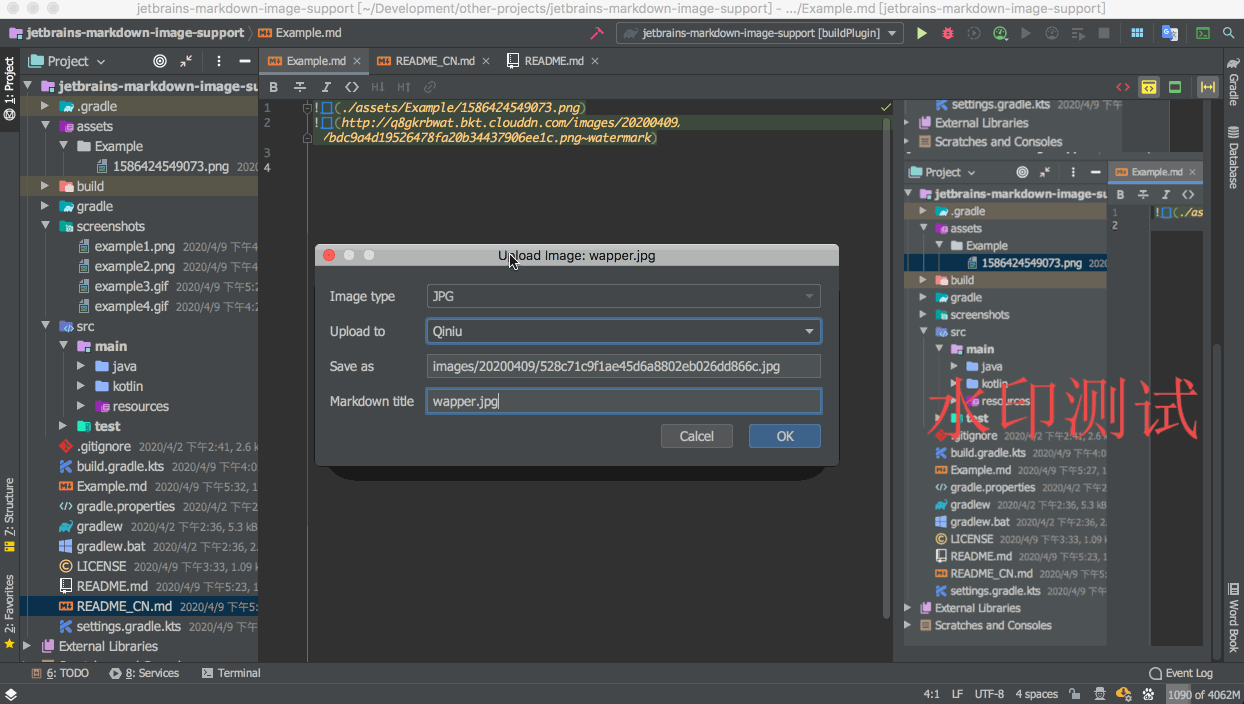 jetbrains-markdown-image-support [~/Development/other-projects/jetbrains-markdown-image-support] - .../Example.md [jetbrains-markdown-image-support]
jetbrains-markdown-image-support
Example.md
jetbrains-markdown-image-support [buildPlugin]
1: Project
Project
Example.md
README_CN.md
README.md
B I <> H↓ H↑
jetbrains-markdown-image-su
.gradle
assets
Example
1586424549073.png 202
build
gradle
screenshots
example1.png 2020/4/9 下午4
example2.png 2020/4/9 下午4
example3.gif 2020/4/9 下午5:2
example4.gif 2020/4/9 下午4:2
src
main
java
kotlin
resources
test
.gitignore 2020/4/2 下午2:41, 2.6 k
build.gradle.kts 2020/4/9 下午4:0
Example.md 2020/4/9 下午5:32, 1
gradle.properties 2020/4/2 下午2
gradlew 2020/4/2 下午2:36, 5.3 kB
gradlew.bat 2020/4/2 下午2:36, 2.
LICENSE 2020/4/9 下午3:33, 1.09 k
README.md 2020/4/9 下午5:23, 1
README_CN.md 2020/4/9 下午5:
settings.gradle.kts 2020/4/9 下午
External Libraries
7: Structure
2: Favorites
1
2
3
4
!(./assets/Example/1586424549073.png)
!(http://q8gkrbwat.bkt.clouddn.com/images/20200409
/bdc9a4d19526478fa20b34437906ee1c.png~watermark)
Upload Image: wapper.jpg
Image type JPG
Upload to Qiniu
Save as images/20200409/528c71c9f1ae45d6a8802eb026dd866c.jpg
Markdown title wapper.jpg
Cancel OK
settings.gradle.kts 2020/4/9 下午
External Libraries
Scratches and Consoles
Project
Example.md
B I <>
jetbrains-markdown-image-su
.gradle
assets
Example
1586424549073.png 202
build
gradle
screenshots
src
main
java
kotlin
resources
test
.gitignore 2020/4/2 下午2:41, 2.6
build.gradle.kts 2020/4/9 下午4:0
Example.md 2020/4/9 下午5:27, 1
gradle.properties 2020/4/2 下午2
gradlew 2020/4/2 下午2:36, 5.3 kB
gradlew.bat 2020/4/2 下午2:36, 2.
LICENSE 2020/4/9 下午3:33, 1.09 k
README.md 2020/4/9 下午5:23, 1
README_CN.md 2020/4/9 下午5:
settings.gradle.kts 2020/4/9 下午
External Libraries
Scratches and Consoles
1
2
!(./as
水印测试
Gradle
Database
Word Book
6: TODO
8: Services
Terminal
Event Log
4:1 LF UTF-8 4 spaces 1090 of 4062M